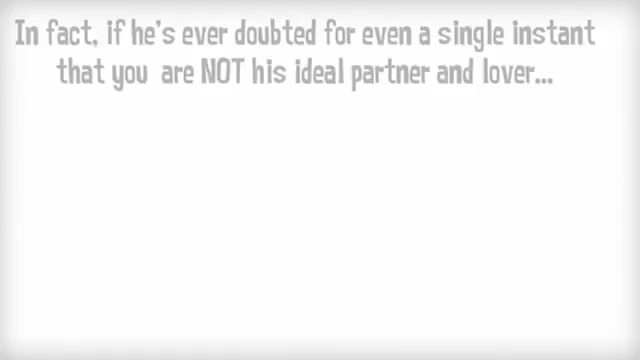 In fact, if he's ever doubted for even a single instant
that you are NOT his ideal partner and lover...